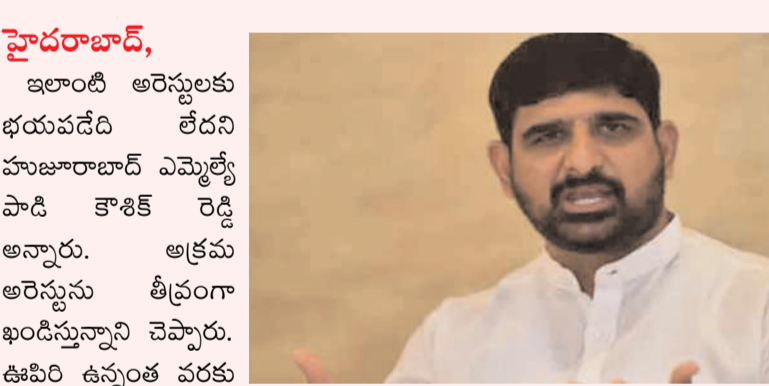 హైదరాబాద్,
ఇలాంటి అరెస్టులకు
భయపడేది లేదని
హుజూరాబాద్ ఎమ్మెల్యే
పాడి కౌశిక్ రెడ్డి
అన్నారు. అక్రమ
అరెస్టును తీవ్రంగా
ఖండిస్తున్నాని చెప్పారు.
ఊపిరి ఉన్నంత వరకు